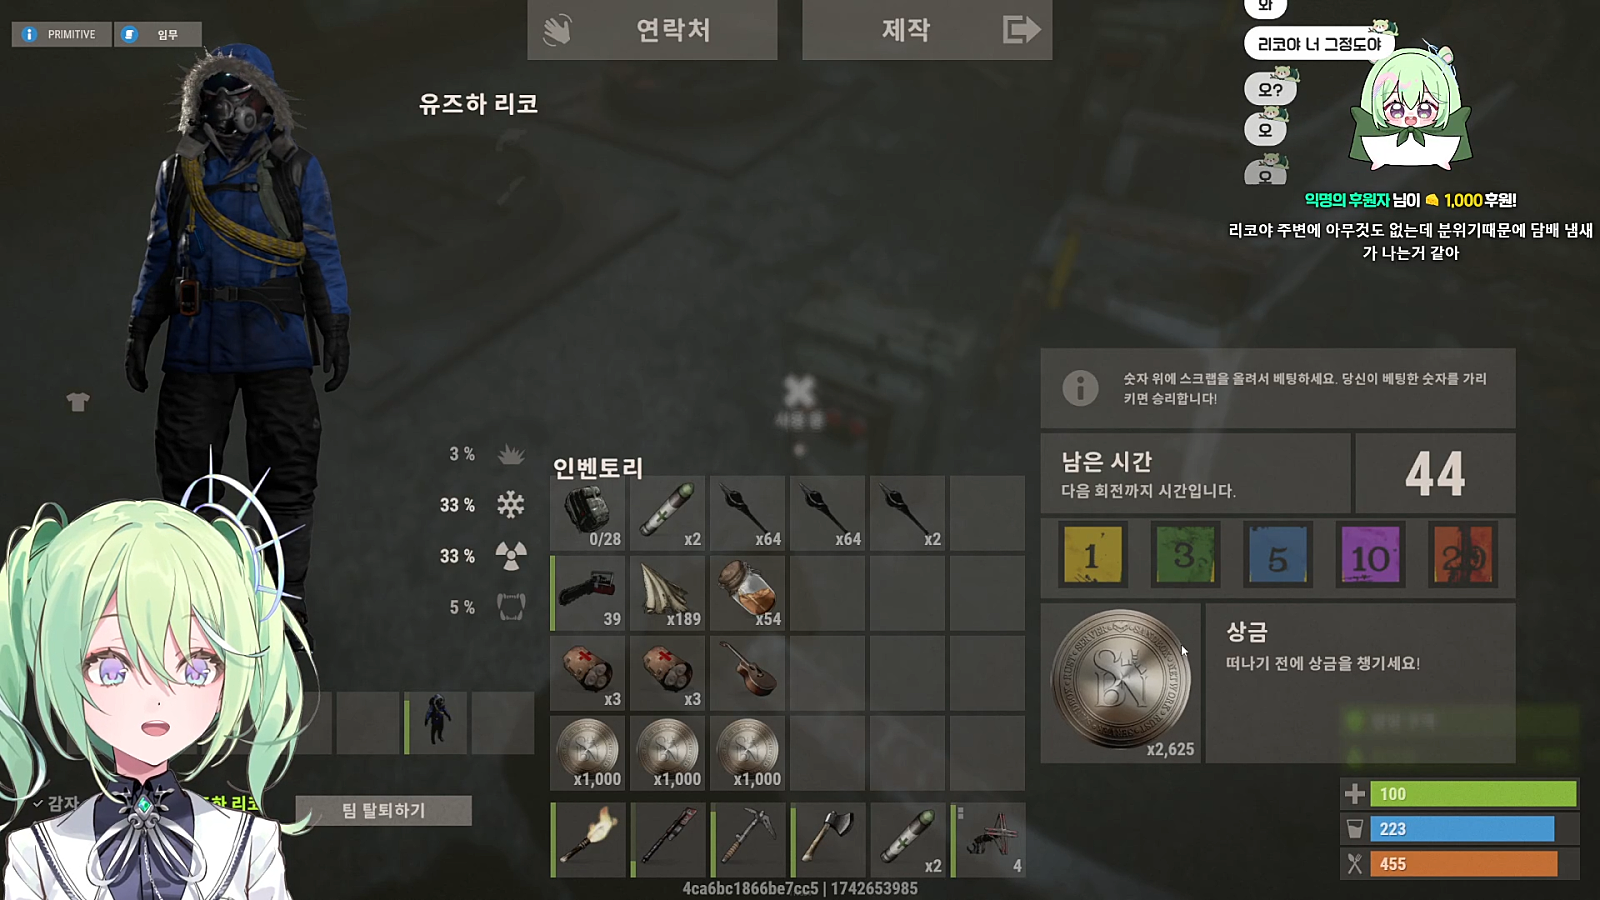 PRIMITIVE
임무
연락처
제작
와
리코야 너 그정도야
오?
오
오
유즈하 리코
익명의 후원자 님이 1,000 후원!
리코야 주변에 아무것도 없는데 분위기때문에 담배 냄새
가 나는거 같아
숫자 위에 스크랩을 올려서 베팅하세요. 당신이 베팅한 숫자를 가리
키면 승리합니다!
남은 시간
다음 회전까지 시간입니다.
44
1
3
5
10
20
상금
떠나기 전에 상금을 챙기세요!
x2,625
3 %
33 %
33 %
5 %
인벤토리
0/28
x2
x64
x64
x2
39
x189
x54
x3
x3
x1,000
x1,000
x1,000
x2
4
감자
하 리코
팀 탈퇴하기
100
223
455
4ca6bc1866be7cc5 | 1742653985